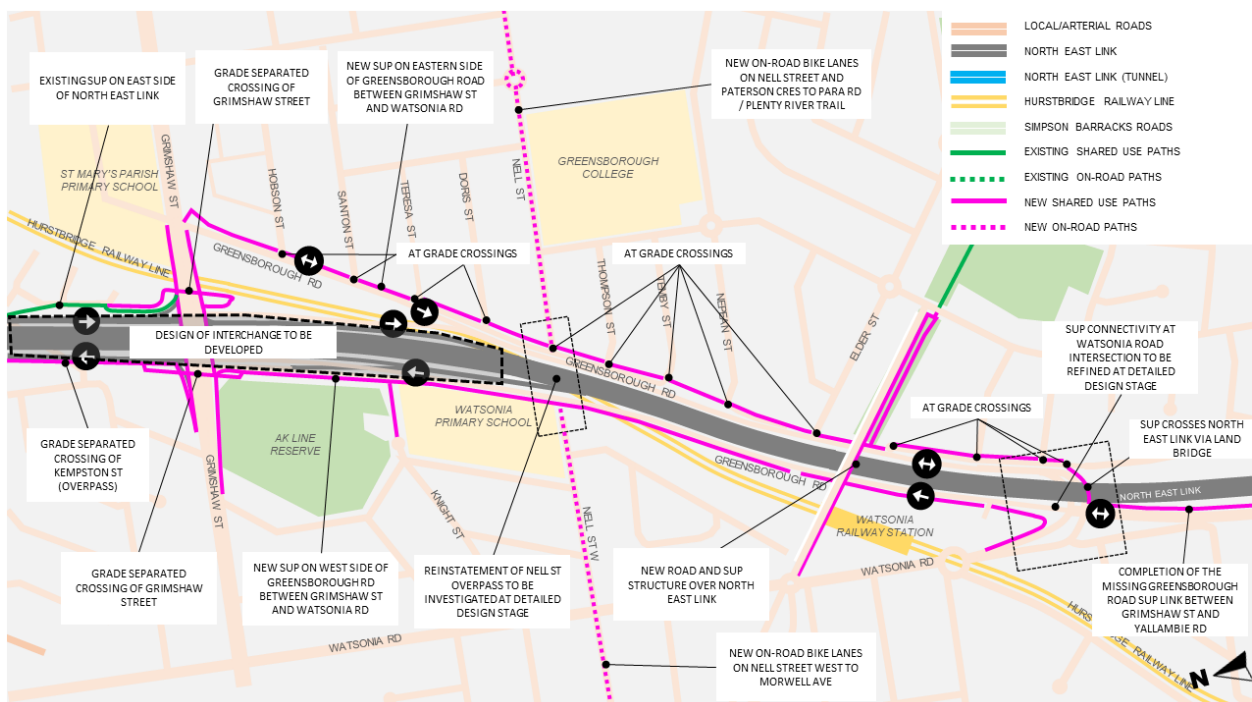 EXISTING SUP ON EAST SIDE
OF NORTH EAST LINK
GRADE SEPARATED
CROSSING OF
GRIMSHAW STREET
NEW SUP ON EASTERN SIDE
OF GREENSBOROUGH ROAD
BETWEEN GRIMSHAW ST
AND WATSONIA RD
NEW ON-ROAD BIKE LANES
ON NELL STREET AND
PATERSON CRES TO PARA RD
/ PLENTY RIVER TRAIL
LOCAL/ARTERIAL ROADS
NORTH EAST LINK
NORTH EAST LINK (TUNNEL)
HURSTBRIDGE RAILWAY LINE
SIMPSON BARRACKS ROADS
EXISTING SHARED USE PATHS
EXISTING ON-ROAD PATHS
NEW SHARED USE PATHS
NEW ON-ROAD PATHS
ST MARY'S PARISH
PRIMARY SCHOOL
GRIMSHAW ST
HOBSON ST
SANTON ST
TERESA ST
DORIS ST
NELL ST
GREENSBOROUGH
COLLEGE
HURSTBRIDGE RAILWAY LINE
GREENSBOROUGH RD
AT GRADE CROSSINGS
AT GRADE CROSSINGS
THOMPSON ST
NEPEAN ST
ELDER ST
SUP CONNECTIVITY AT
WATSONIA ROAD
INTERSECTION TO BE
REFINED AT DETAILED
DESIGN STAGE
DESIGN OF INTERCHANGE TO BE
DEVELOPED
GREENSBOROUGH RD
AT GRADE CROSSINGS
SUP CROSSES NORTH
EAST LINK VIA LAND
BRIDGE
WATSONIA
PRIMARY SCHOOL
AK LINE
RESERVE
GRADE SEPARATED
CROSSING OF
KEMPSTON ST
(OVERPASS)
GRIMSHAW ST
KNIGHT ST
GREENSBOROUGH RD
NORTH EAST LINK
NELL ST W
WATSONIA
RAILWAY STATION
WATSONIA RD
GRADE SEPARATED
CROSSING OF GRIMSHAW
STREET
NEW SUP ON WEST SIDE OF
GREENSBOROUGH RD
BETWEEN GRIMSHAW ST
AND WATSONIA RD
REINSTATEMENT OF NELL ST
OVERPASS TO BE
INVESTIGATED AT DETAILED
DESIGN STAGE
NEW ROAD AND SUP
STRUCTURE OVER NORTH
EAST LINK
COMPLETION OF THE
MISSING GREENSBOROUGH
ROAD SUP LINK BETWEEN
GRIMSHAW ST AND
YALLAMBIE RD
WATSONIA RD
NEW ON-ROAD BIKE LANES
ON NELL STREET WEST TO
MORWELL AVE
RAILWAY LINE
N